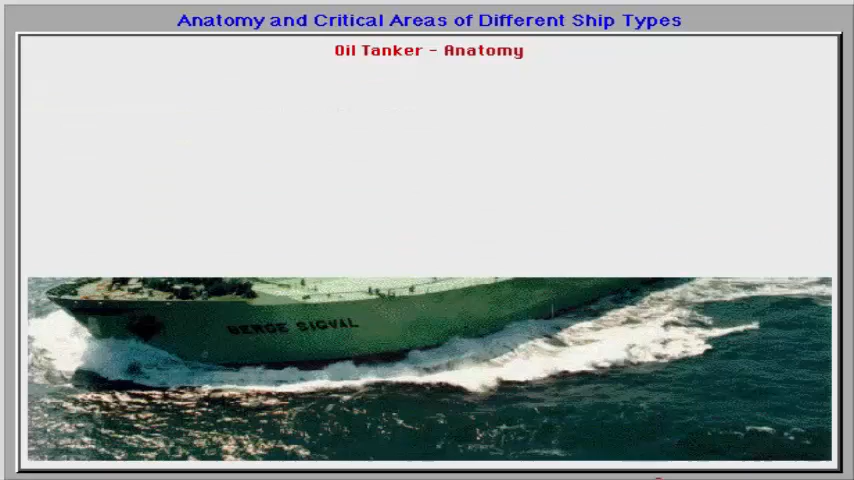 Anatomy and Critical Areas of Different Ship Types
Oil Tanker - Anatomy
BERGE SIGVAL